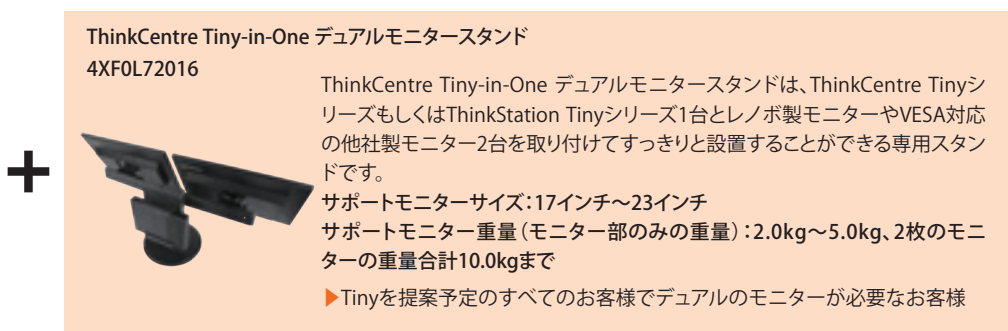 ThinkCentre Tiny-in-One デュアルモニタースタンド
4XF0L72016
ThinkCentre Tiny-in-One デュアルモニタースタンドは、ThinkCentre Tinyシ
リーズもしくはThinkStation Tinyシリーズ1台とレノボ製モニターやVESA対応
の他社製モニター2台を取り付けてすっきりと設置することができる専用スタン
ドです。
サポートモニターサイズ：17インチ〜23インチ
サポートモニター重量（モニター部のみの重量）：2.0kg〜5.0kg、2枚のモニ
ターの重量合計10.0kgまで
▶Tinyを提案予定のすべてのお客様でデュアルのモニターが必要なお客様